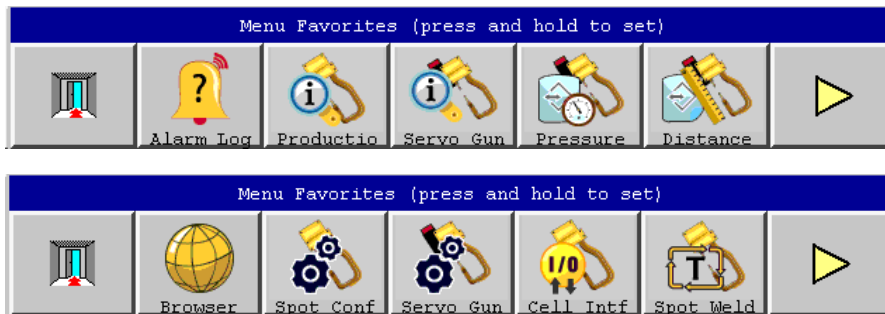 Menu Favorites (press and hold to set)
?
i
i
Alarm Log Productio Servo Gun Pressure Distance
Menu Favorites (press and hold to set)
I/O
T
Browser Spot Conf Servo Gun Cell Intf Spot Weld